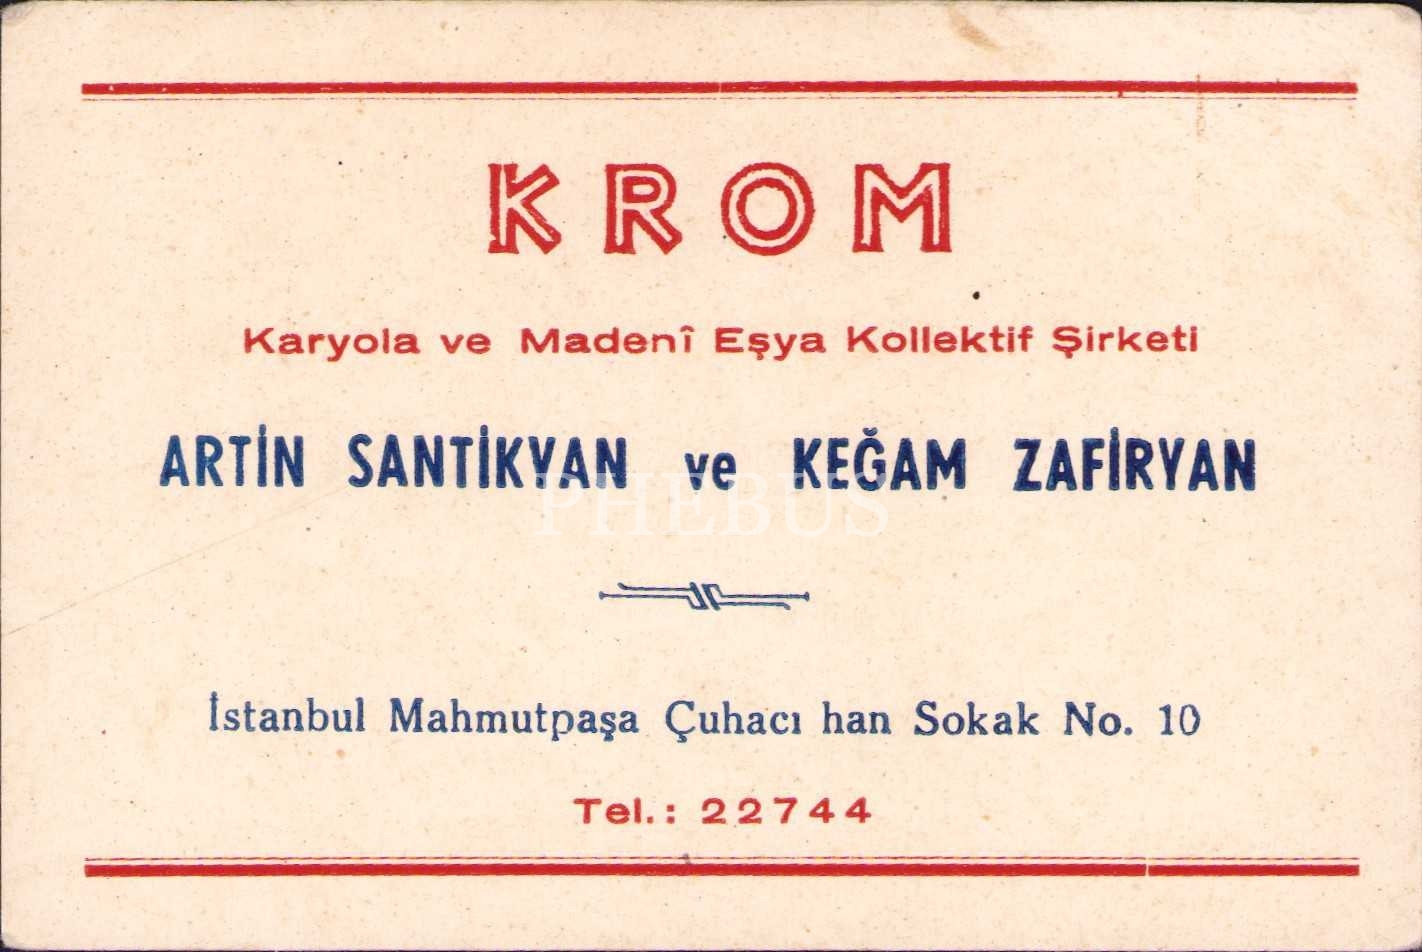 KROM
Karyola ve Madenî Eşya Kollektif Şirketi
ARTİN SANTİKYAN ve KEĞAM ZAFİRYAN
PHEBUS
İstanbul Mahmutpaşa Çuhacı han Sokak No. 10
Tel.: 22744